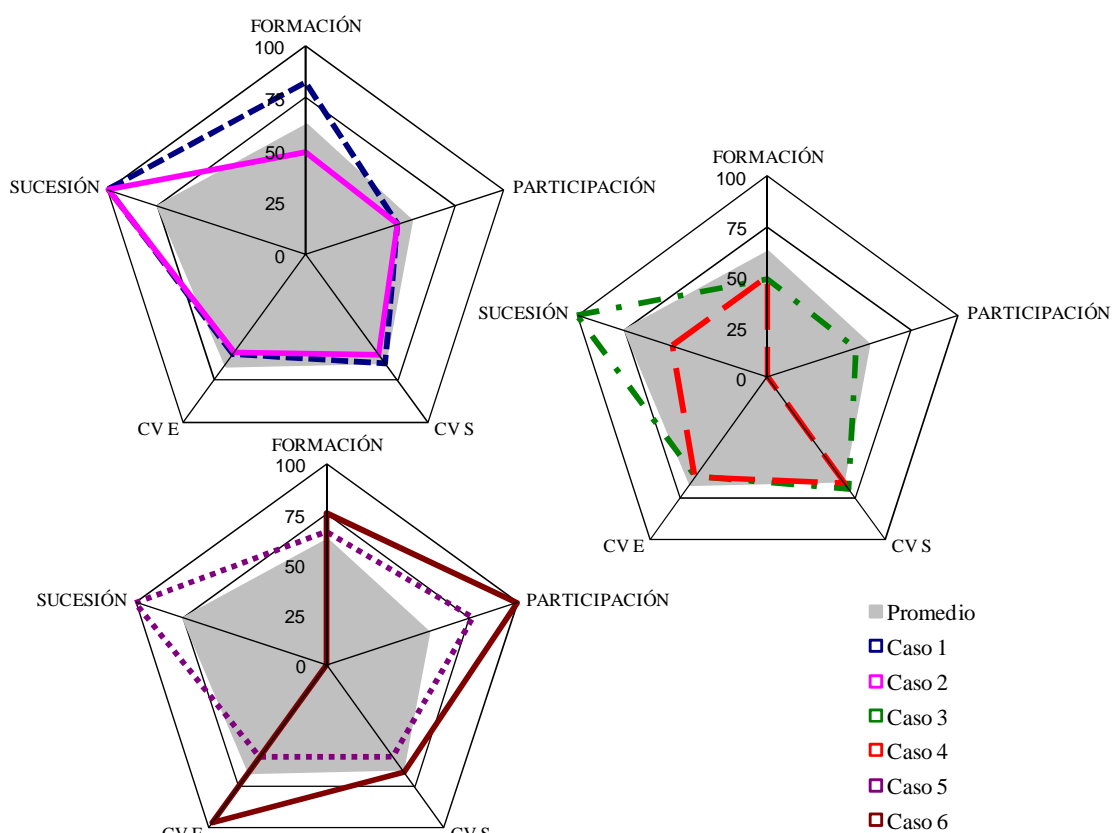 FORMACIÓN
100
75
50
25
0
SUCESIÓN
PARTICIPACIÓN
CV E
CV S
FORMACIÓN
100
75
50
25
0
SUCESIÓN
PARTICIPACIÓN
CV E
CV S
FORMACIÓN
100
75
50
25
0
SUCESIÓN
PARTICIPACIÓN
CV E
CV S
Promedio
Caso 1
Caso 2
Caso 3
Caso 4
Caso 5
Caso 6